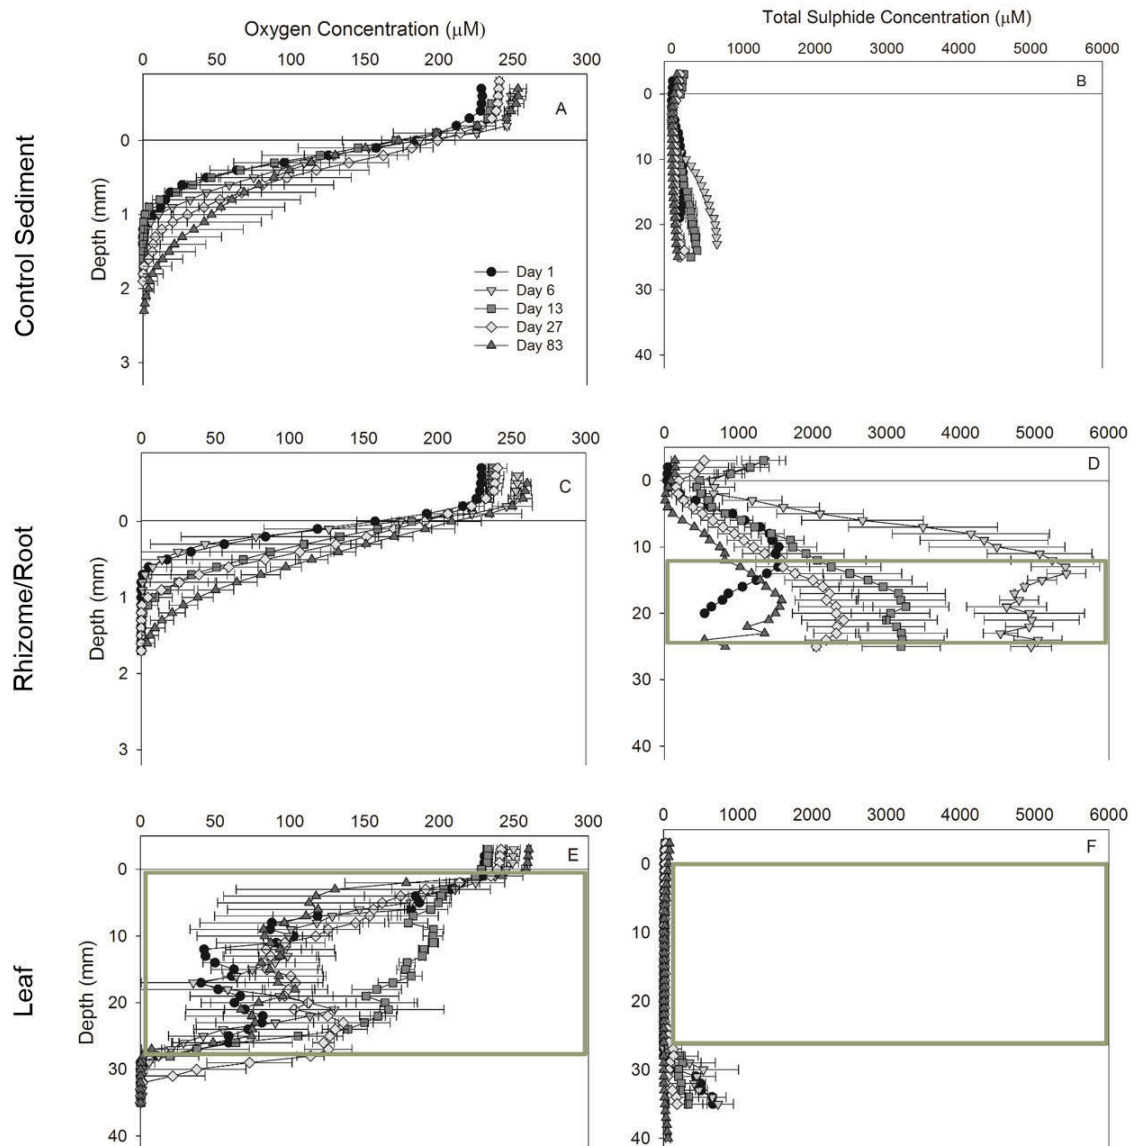 Oxygen Concentration (μM)
Total Sulphide Concentration (μM)
0 50 100 150 200 250 300
0 1000 2000 3000 4000 5000 6000
Control Sediment
Depth (mm)
A
0
1
2
3
Day 1
Day 6
Day 13
Day 27
Day 83
B
0
10
20
30
40
0 50 100 150 200 250 300
0 1000 2000 3000 4000 5000 6000
Rhizome/Root
Depth (mm)
C
0
1
2
3
D
0
10
20
30
40
0 50 100 150 200 250 300
0 1000 2000 3000 4000 5000 6000
Leaf
Depth (mm)
E
0
10
20
30
40
F
0
10
20
30
40